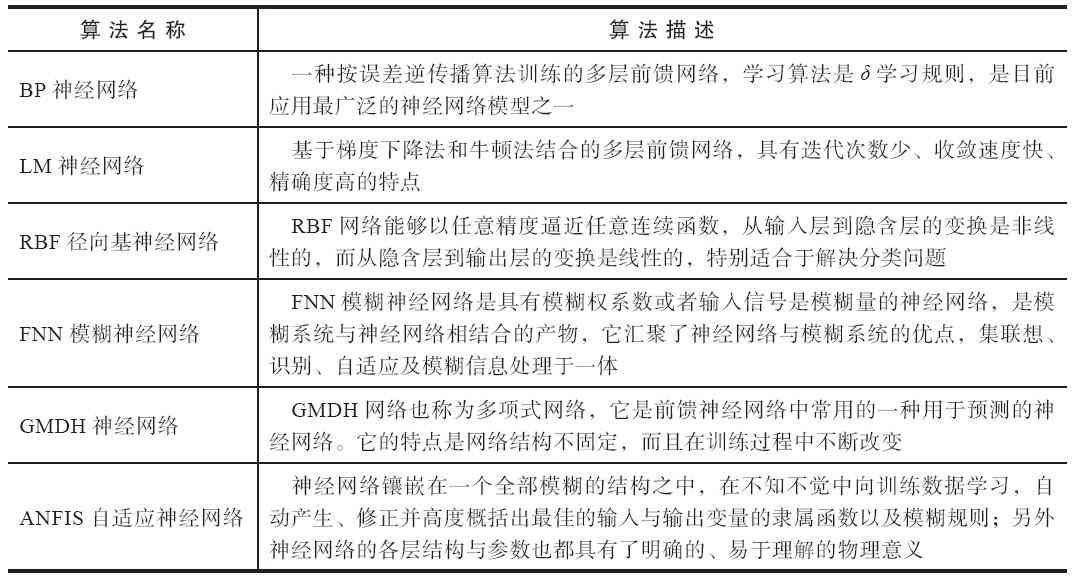 算法名称 算法描述
BP 神经网络
一种按误差逆传播算法训练的多层前馈网络，学习算法是 δ 学习规则，是目前
应用最广泛的神经网络模型之一
LM 神经网络
基于梯度下降法和牛顿法结合的多层前馈网络，具有迭代次数少、收敛速度快、
精确度高的特点
RBF 径向基神经网络
RBF 网络能够以任意精度逼近任意连续函数，从输入层到隐含层的变换是非线
性的，而从隐含层到输出层的变换是线性的，特别适合于解决分类问题
FNN 模糊神经网络
FNN 模糊神经网络是具有模糊权系数或者输入信号是模糊量的神经网络，是模
糊系统与神经网络相结合的产物，它汇聚了神经网络与模糊系统的优点，集联想、
识别、自适应及模糊信息处理于一体
GMDH 神经网络
GMDH 网络也称为多项式网络，它是前馈神经网络中常用的一种用于预测的神
经网络。它的特点是网络结构不固定，而且在训练过程中不断改变
ANFIS 自适应神经网络
神经网络镶嵌在一个全部模糊的结构之中，在不知不觉中向训练数据学习，自
动产生、修正并高度概括出最佳的输入与输出变量的隶属函数以及模糊规则；另外
神经网络的各层结构与参数也都具有了明确的、易于理解的物理意义